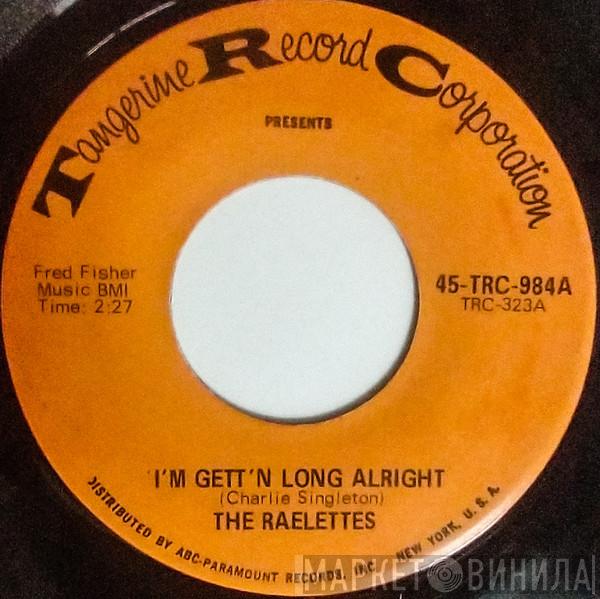 Tangerine Record Corporation
PRESENTS
Fred Fisher
Music BMI
Time: 2:27
45-TRC-984A
TRC-323A
I'M GETT'N LONG ALRIGHT
(Charlie Singleton)
THE RAELETTES
DISTRIBUTED BY ABC-PARAMOUNT RECORDS, INC. NEW YORK, U. S. A.
МАРКЕТ ВИНИЛА